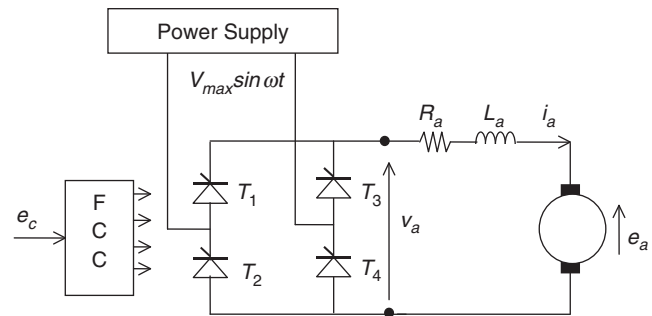 Power Supply
V_max sin ωt
R_a
L_a
i_a
T_1
T_3
F
C
C
e_c
v_a
e_a
T_2
T_4